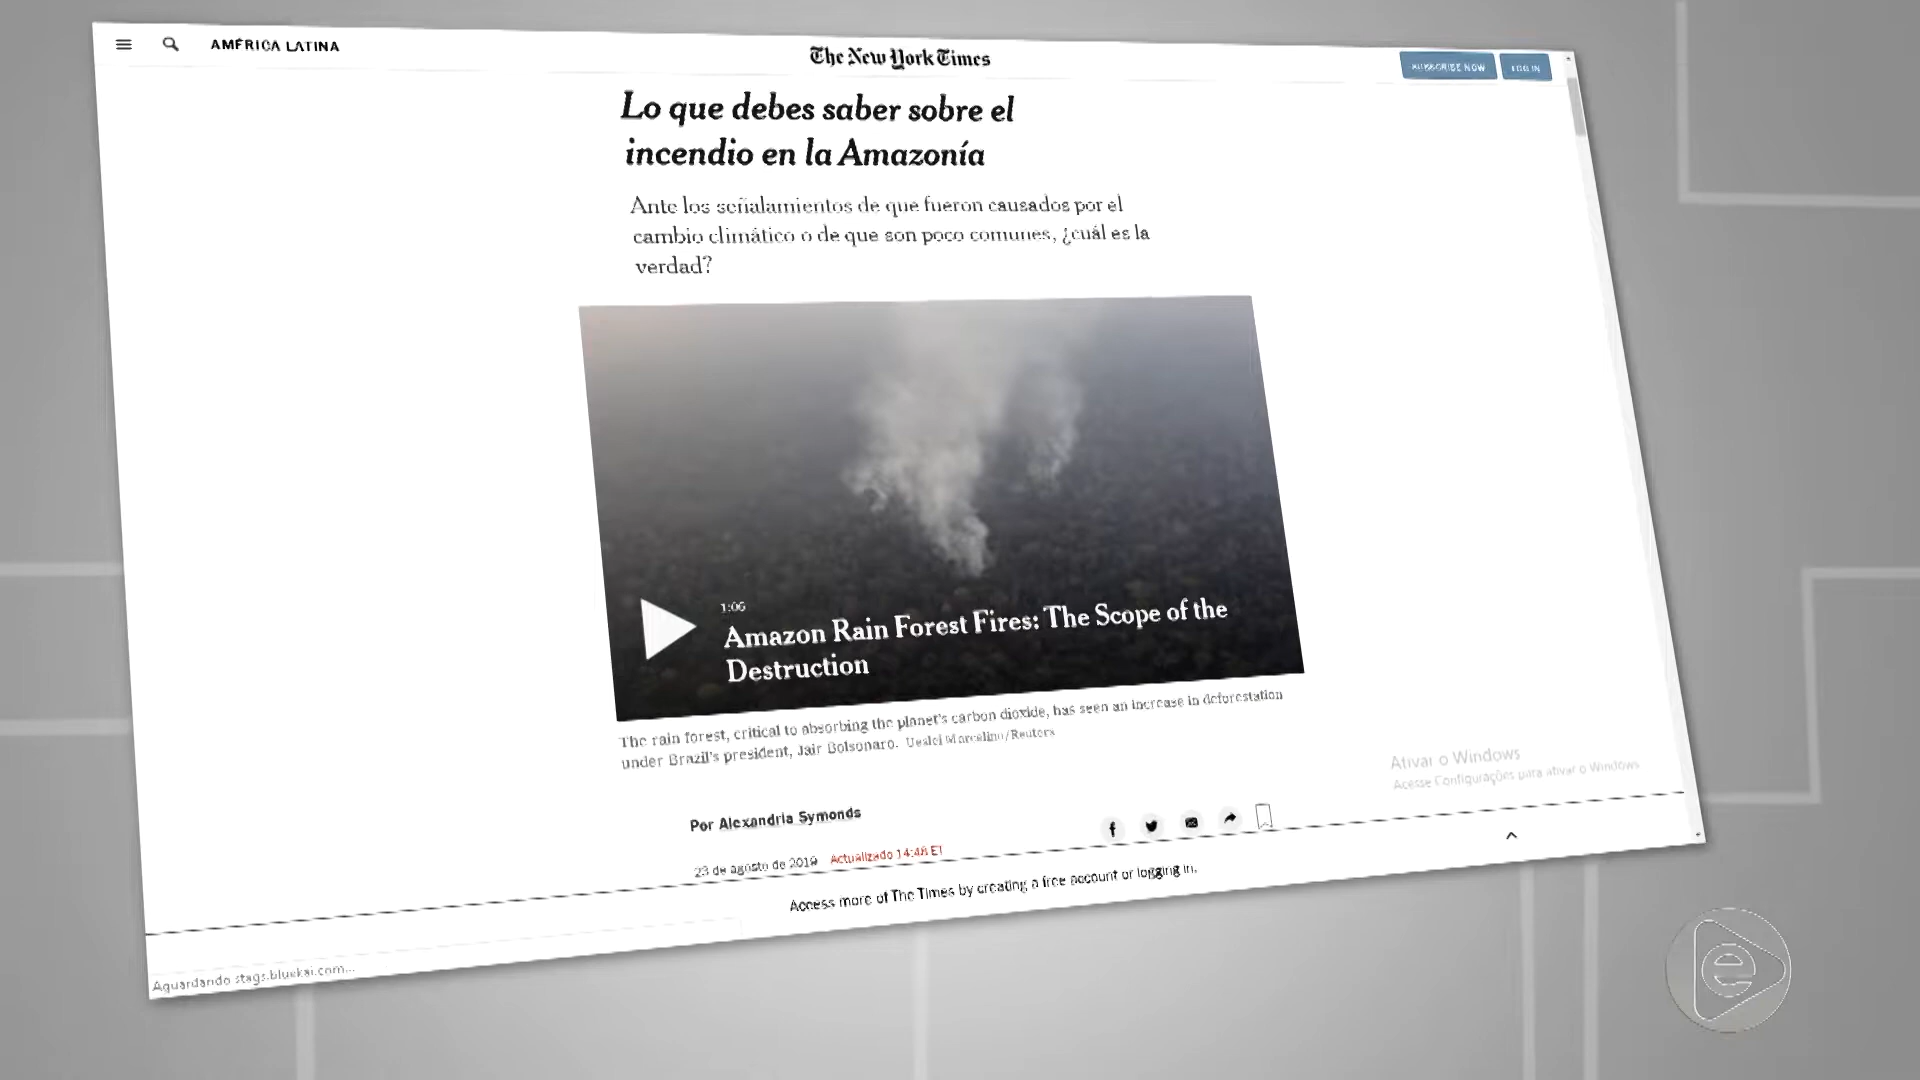 AMÉRICA LATINA
The New York Times
SUBSCRIBE NOW
LOG IN
Lo que debes saber sobre el
incendio en la Amazonía
Ante los señalamientos de que fueron causados por el
cambio climático o de que son poco comunes, ¿cuál es la
verdad?
1:06
Amazon Rain Forest Fires: The Scope of the
Destruction
The rain forest, critical to absorbing the planet's carbon dioxide, has seen an increase in deforestation
under Brazil's president, Jair Bolsonaro. Ueslei Marcelino/Reuters
Ativar o Windows
Acesse Configurações para ativar o Windows
Por Alexandria Symonds
23 de agosto de 2019 Actualizado 14:48 ET
Access more of The Times by creating a free account or logging in.
Aguardando stags.bluekai.com...
e